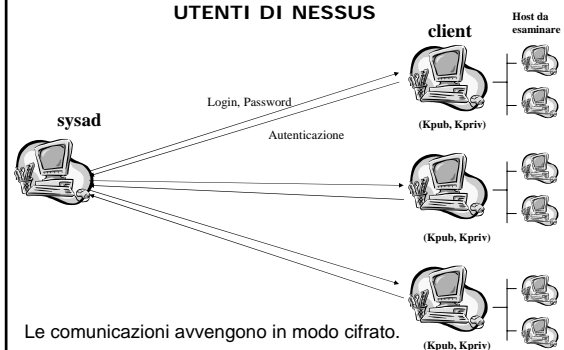 UTENTI DI NESSUS
client
Host da
esaminare
Login, Password
sysad
Autenticazione
(Kpub, Kpriv)
(Kpub, Kpriv)
Le comunicazioni avvengono in modo cifrato.
(Kpub, Kpriv)